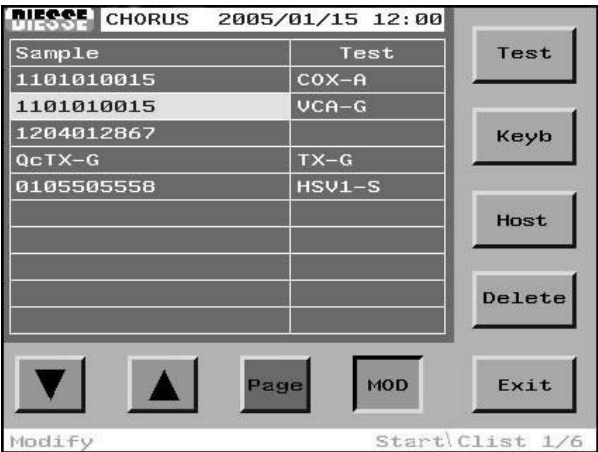 DIESSE CHORUS 2005/01/15 12:00
Sample Test
1101010015 COX-A
1101010015 VCA-G
1204012867
QcTX-G TX-G
0105505558 HSV1-S
Test
Keyb
Host
Delete
Page MOD Exit
Modify Start\Clist 1/6